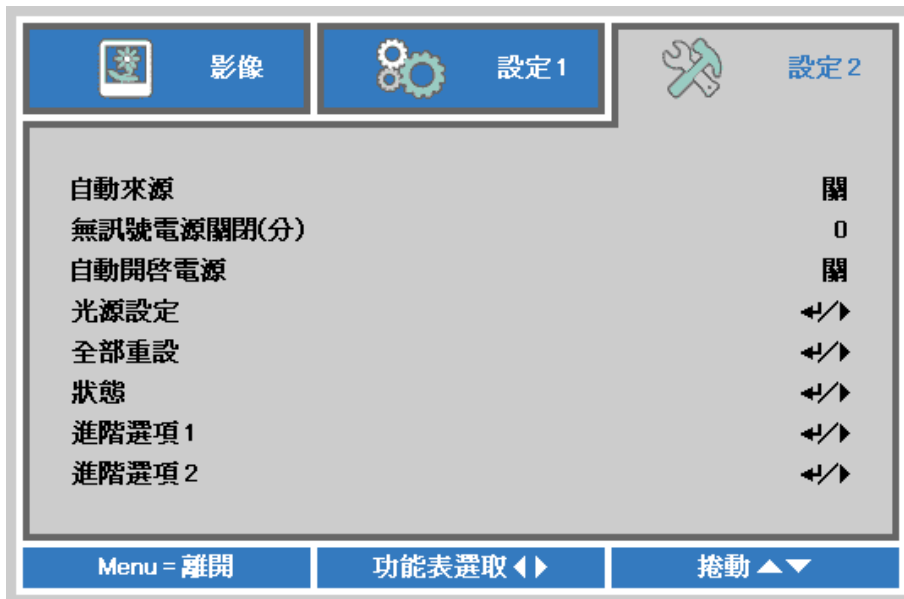 影像 設定1 設定2
自動來源 關
無訊號電源關閉(分) 0
自動開啓電源 關
光源設定 ↵/▶
全部重設 ↵/▶
狀態 ↵/▶
進階選項1 ↵/▶
進階選項2 ↵/▶
Menu = 離開 功能表選取◀▶ 捲動▲▼